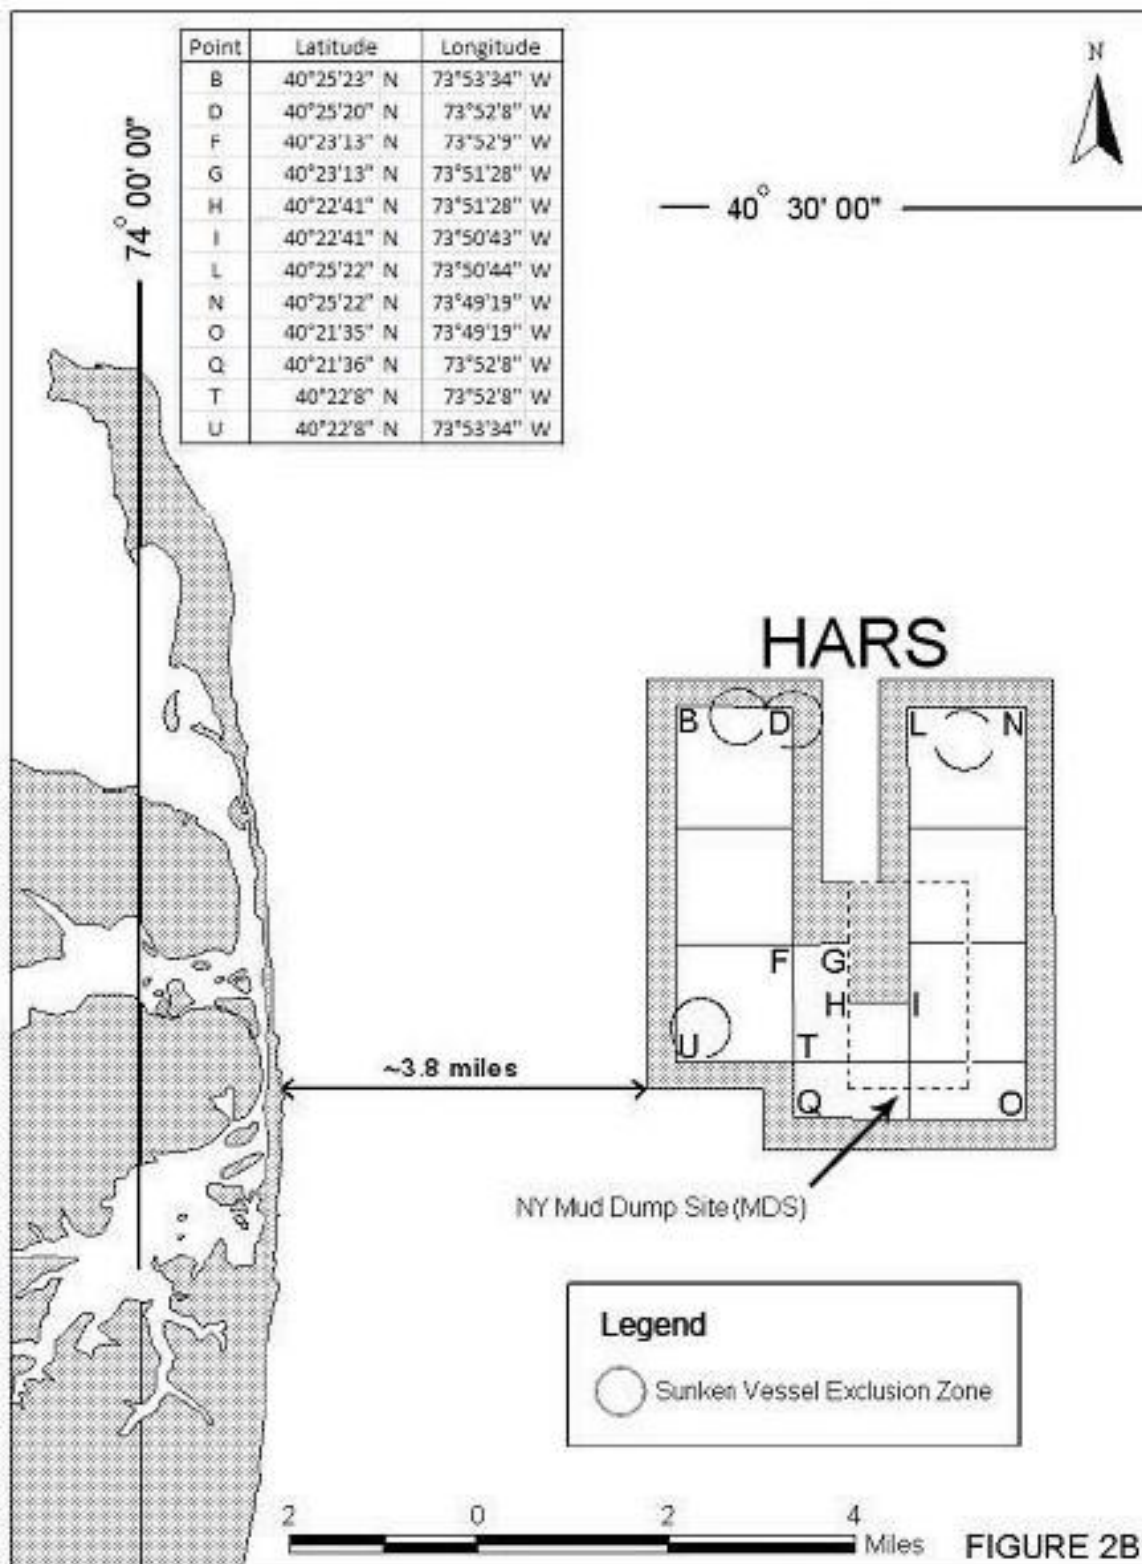 Point Latitude Longitude
B 40°25'23" N 73°53'34" W
D 40°25'20" N 73°52'8" W
F 40°23'13" N 73°52'9" W
G 40°23'13" N 73°51'28" W
H 40°22'41" N 73°51'28" W
I 40°22'41" N 73°50'43" W
L 40°25'22" N 73°50'44" W
N 40°25'22" N 73°49'19" W
O 40°21'35" N 73°49'19" W
Q 40°21'36" N 73°52'8" W
T 40°22'8" N 73°52'8" W
U 40°22'8" N 73°53'34" W
N
74° 00' 00"
40° 30' 00"
HARS
B D L N
F G
H I
U T
~3.8 miles
Q O
NY Mud Dump Site (MDS)
Legend
Sunken Vessel Exclusion Zone
2 0 2 4
Miles
FIGURE 2B